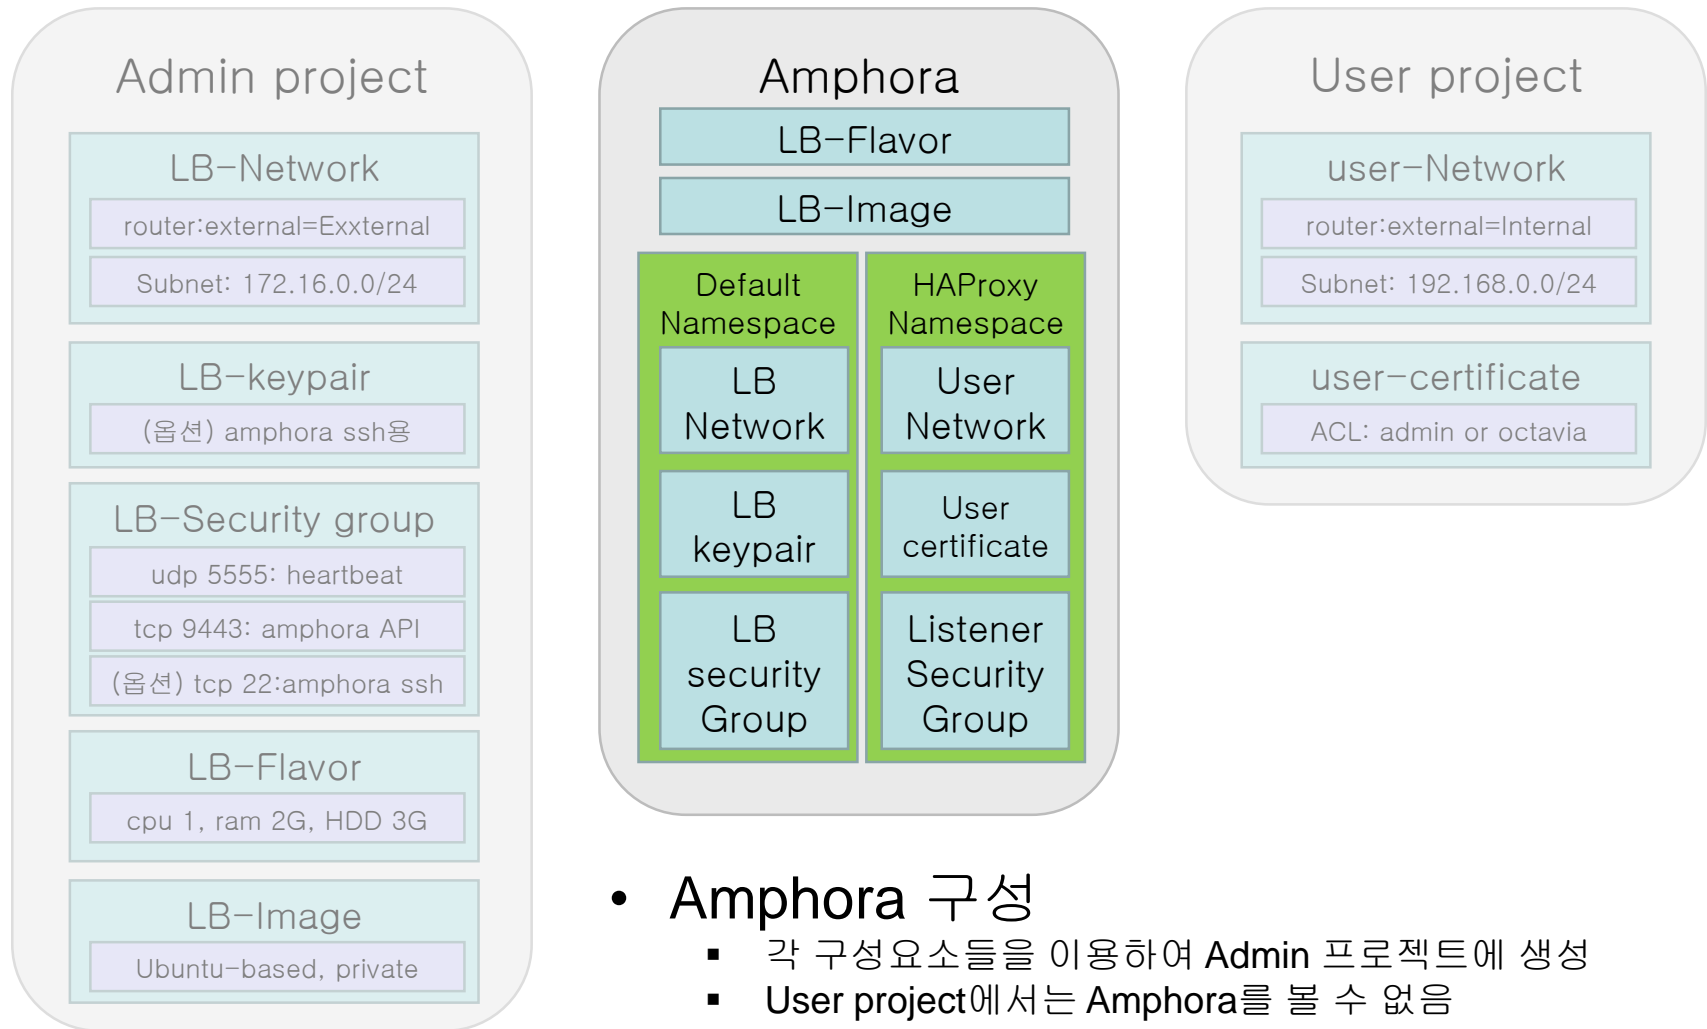 Admin project
LB-Network
router:external=Exxternal
Subnet: 172.16.0.0/24
LB-keypair
(옵션) amphora ssh용
LB-Security group
udp 5555: heartbeat
tcp 9443: amphora API
(옵션) tcp 22:amphora ssh
LB-Flavor
cpu 1, ram 2G, HDD 3G
LB-Image
Ubuntu-based, private
Amphora
LB-Flavor
LB-Image
Default
Namespace
LB
Network
LB
keypair
LB
security
Group
HAProxy
Namespace
User
Network
User
certificate
Listener
Security
Group
User project
user-Network
router:external=Internal
Subnet: 192.168.0.0/24
user-certificate
ACL: admin or octavia
• Amphora 구성
▪ 각 구성요소들을 이용하여 Admin 프로젝트에 생성
▪ User project에서는 Amphora를 볼 수 없음